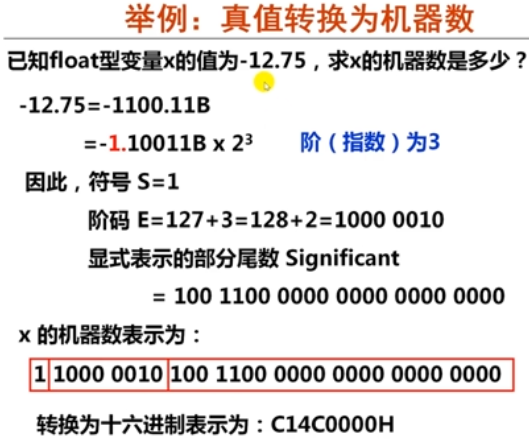 举例：真值转换为机器数
已知float型变量x的值为-12.75，求x的机器数是多少？
-12.75=-1100.11B
=-1.10011B x 2³ 阶（指数）为3
因此，符号 S=1
阶码 E=127+3=128+2=1000 0010
显式表示的部分尾数 Significant
= 100 1100 0000 0000 0000 0000
x 的机器数表示为：
1 1000 0010 100 1100 0000 0000 0000 0000
转换为十六进制表示为：C14C0000H